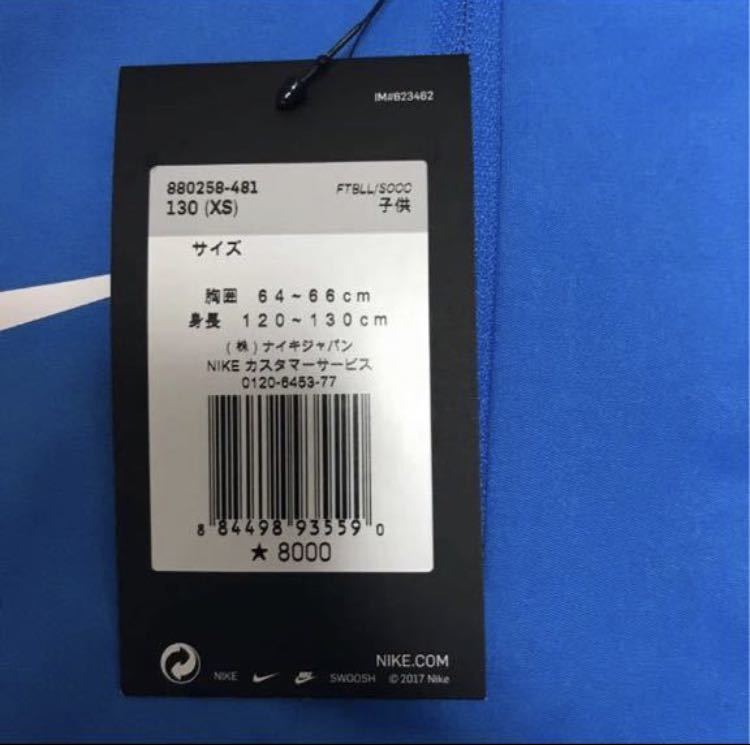 IM#823462
880258-481 FTBLL/SOCC
130 (XS) 子供
サイズ
胸囲 64~66cm
身長 120~130cm
(株)ナイキジャパン
NIKE カスタマーサービス
0120-6453-77
8 84498 93559 0
★ 8000
NIKE.COM
NIKE SWOOSH © 2017 Nike